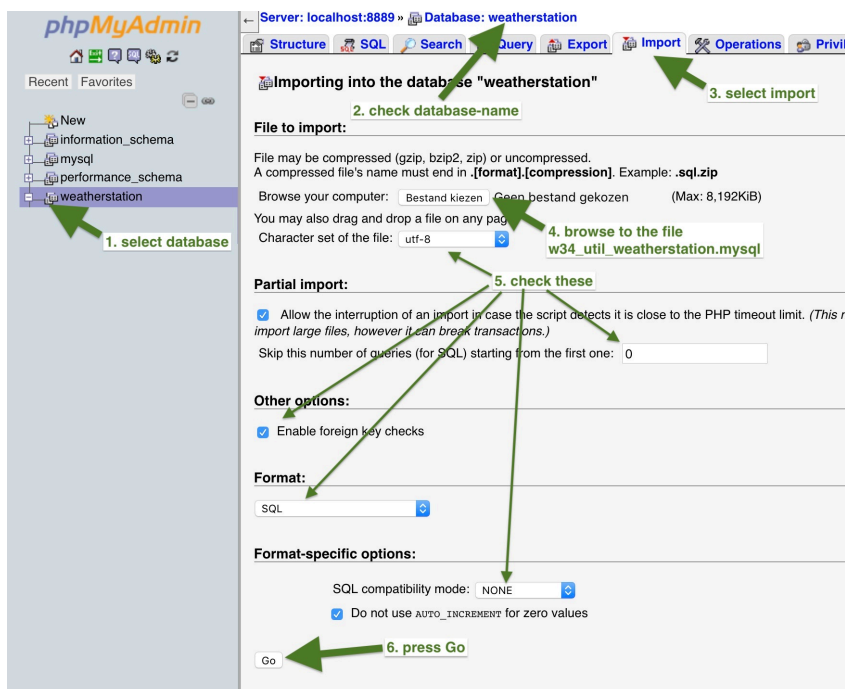 phpMyAdmin
Recent Favorites
New
information_schema
mysql
performance_schema
weatherstation
1. select database
← Server: localhost:8889 » Database: weatherstation
Structure SQL Search Query Export Import Operations Privil
Importing into the database "weatherstation"
3. select import
2. check database-name
File to import:
File may be compressed (gzip, bzip2, zip) or uncompressed.
A compressed file's name must end in .[format].[compression]. Example: .sql.zip
Browse your computer: Bestand kiezen Geen bestand gekozen (Max: 8,192KiB)
You may also drag and drop a file on any pag
4. browse to the file
w34_util_weatherstation.mysql
Character set of the file: utf-8
5. check these
Partial import:
Allow the interruption of an import in case the script detects it is close to the PHP timeout limit. (This
import large files, however it can break transactions.)
Skip this number of queries (for SQL) starting from the first one: 0
Other options:
Enable foreign key checks
Format:
SQL
Format-specific options:
SQL compatibility mode: NONE
Do not use AUTO_INCREMENT for zero values
6. press Go
Go